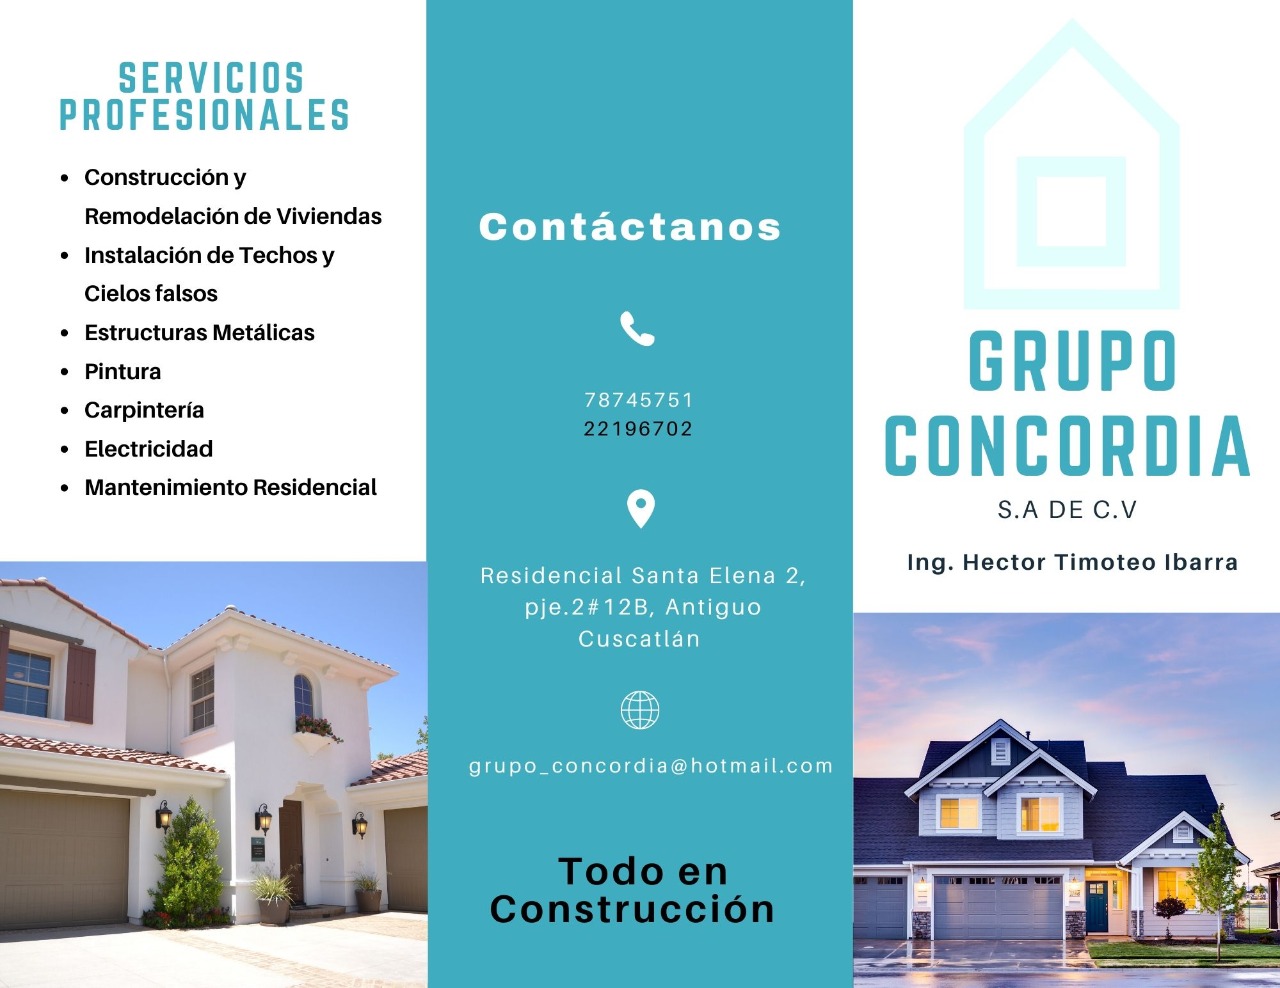 SERVICIOS
PROFESIONALES
Construcción y
Remodelación de Viviendas
Instalación de Techos y
Cielos falsos
Estructuras Metálicas
Pintura
Carpintería
Electricidad
Mantenimiento Residencial
Contáctanos
78745751
22196702
Residencial Santa Elena 2,
pje.2#12B, Antiguo
Cuscatlán
grupo_concordia@hotmail.com
Todo en
Construcción
GRUPO
CONCORDIA
S.A DE C.V
Ing. Hector Timoteo Ibarra